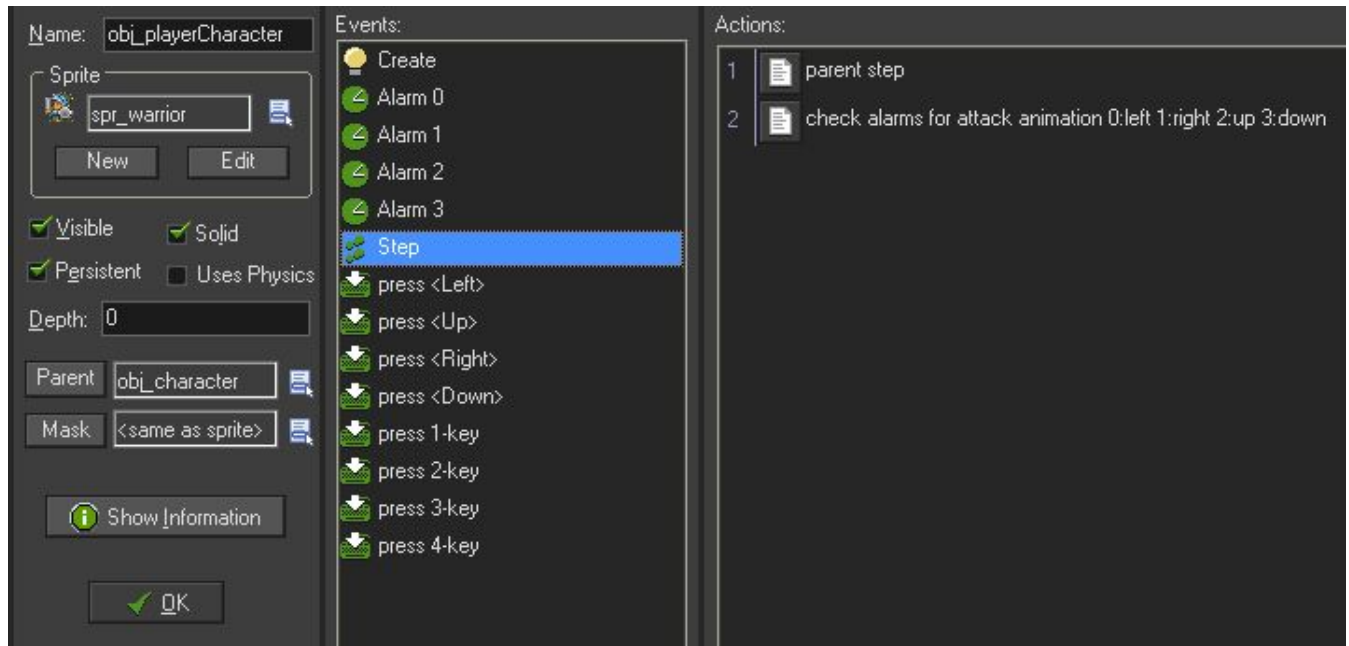 Name: obj_playerCharacter
Sprite
spr_warrior
New Edit
Visible Solid
Persistent Uses Physics
Depth: 0
Parent obj_character
Mask <same as sprite>
Show Information
OK
Events:
Create
Alarm 0
Alarm 1
Alarm 2
Alarm 3
Step
press <Left>
press <Up>
press <Right>
press <Down>
press 1-key
press 2-key
press 3-key
press 4-key
Actions:
1 parent step
2 check alarms for attack animation 0:left 1:right 2:up 3:down